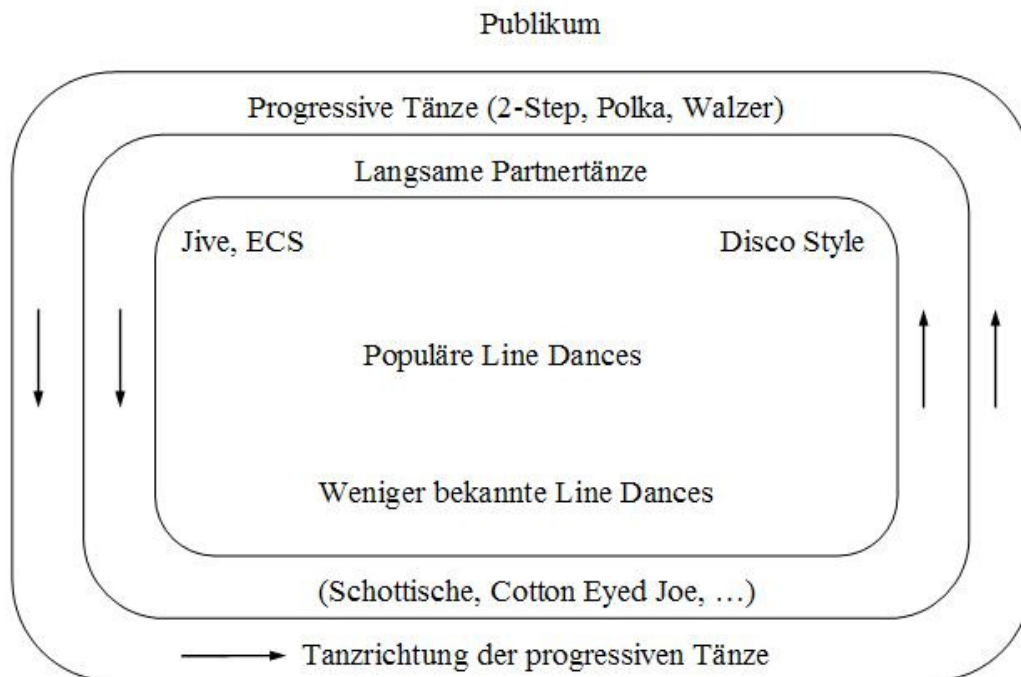 Publikum
Progressive Tänze (2-Step, Polka, Walzer)
Langsame Partnertänze
Jive, ECS
Disco Style
Populäre Line Dances
Weniger bekannte Line Dances
(Schottische, Cotton Eyed Joe, …)
Tanzrichtung der progressiven Tänze